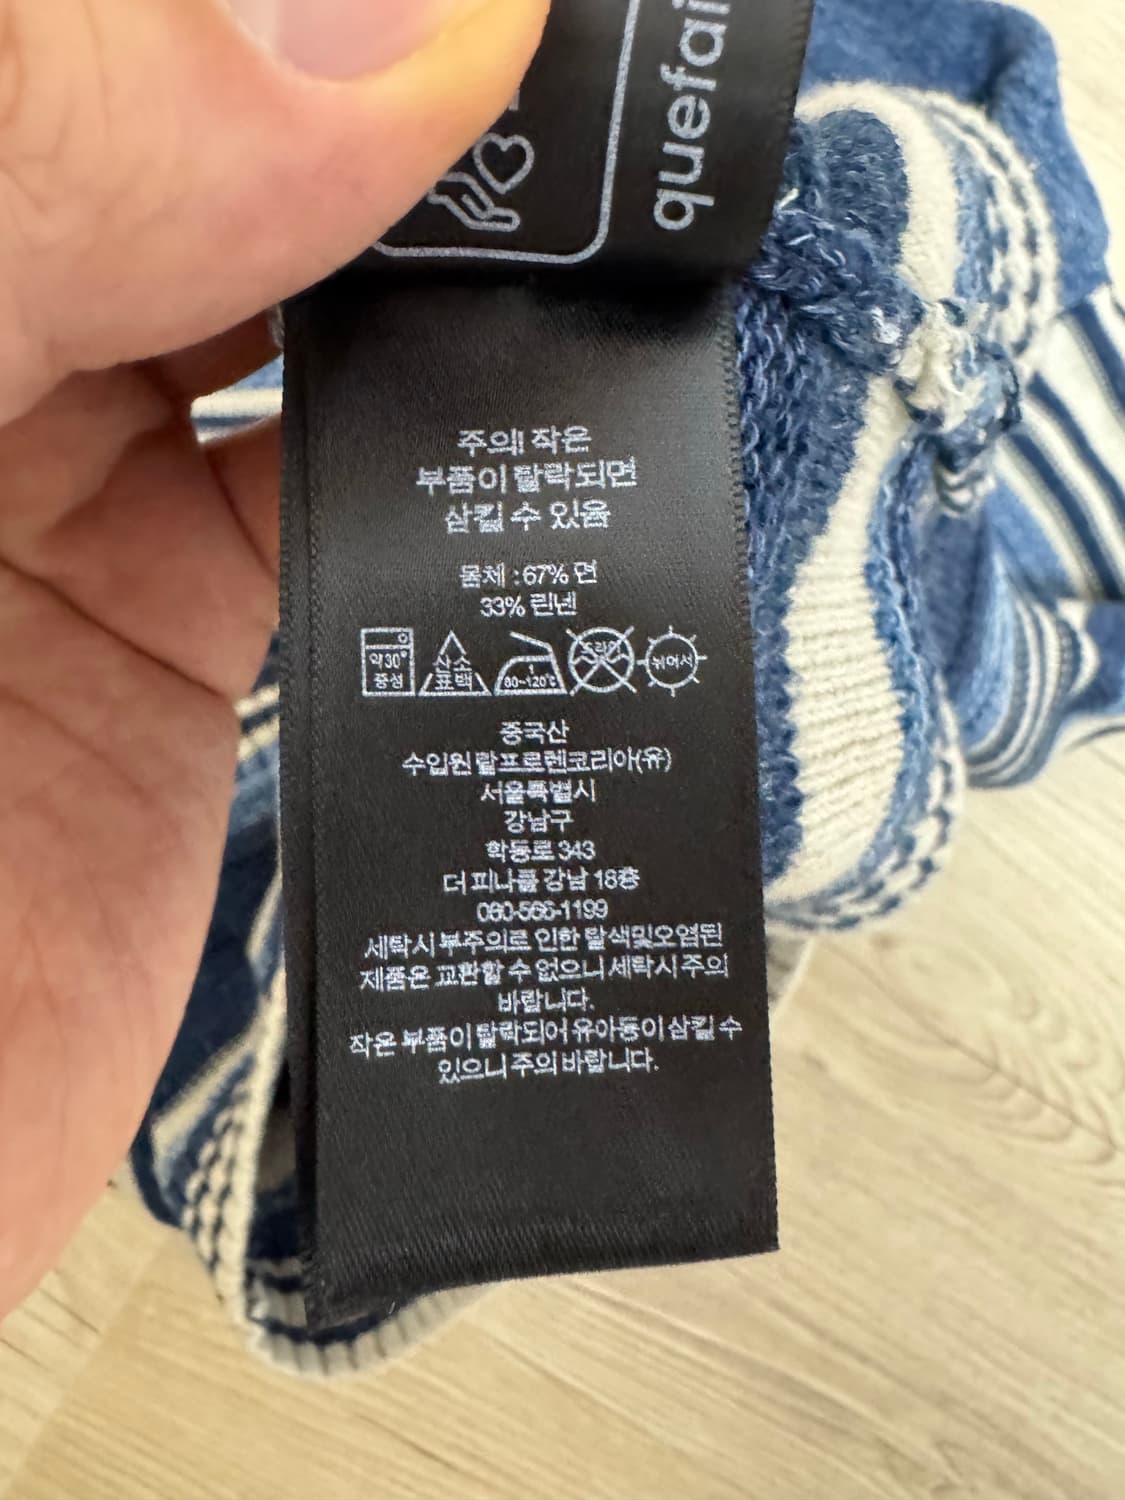 quefai
주의! 작은
부품이 탈락되면
삼킬 수 있음
몸체 : 67% 면
33% 린넨
약30°
중성
산소
표백
1
80~120℃
드라이
뉘어서
중국산
수입원 랄프로렌코리아(유)
서울특별시
강남구
학동로 343
더 피나클 강남 18층
080-566-1199
세탁시 부주의로 인한 탈색및오염된
제품은 교환할 수 없으니 세탁시 주의
바랍니다.
작은 부품이 탈락되어 유아등이 삼킬 수
있으니 주의 바랍니다.